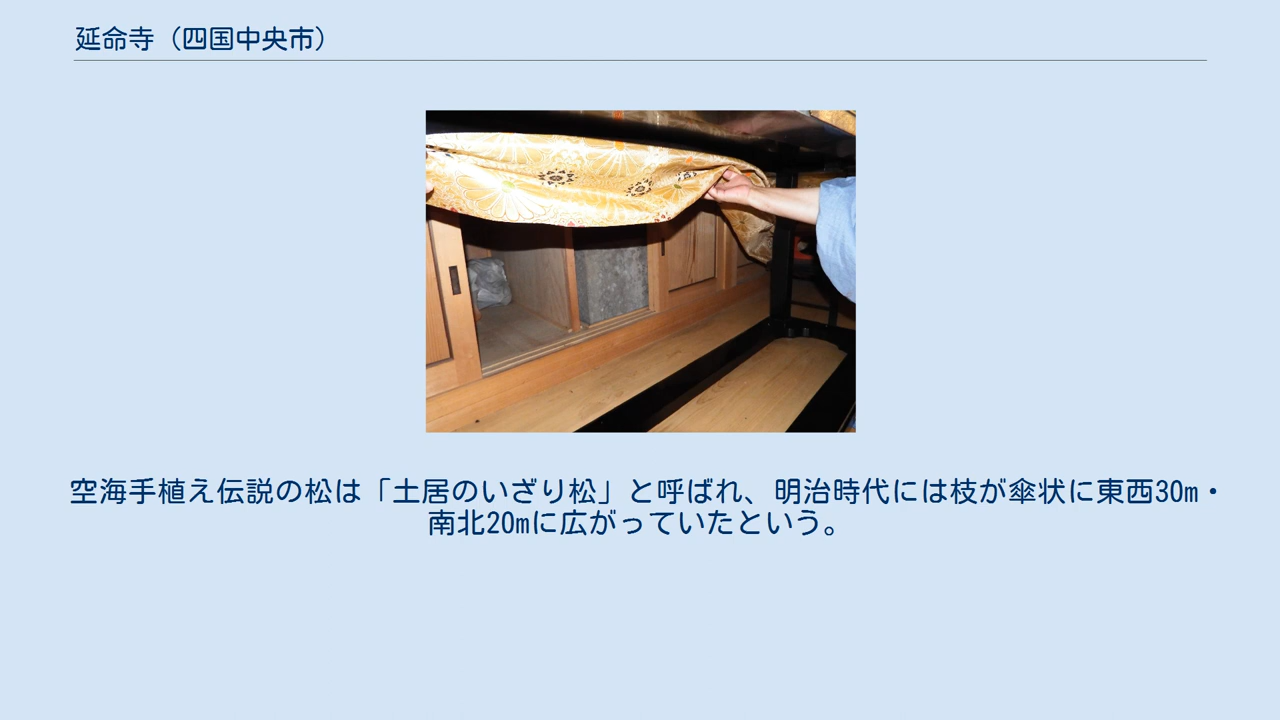 延命寺（四国中央市）
空海手植え伝説の松は「土居のいざり松」と呼ばれ、明治時代には枝が傘状に東西30m・
南北20mに広がっていたという。